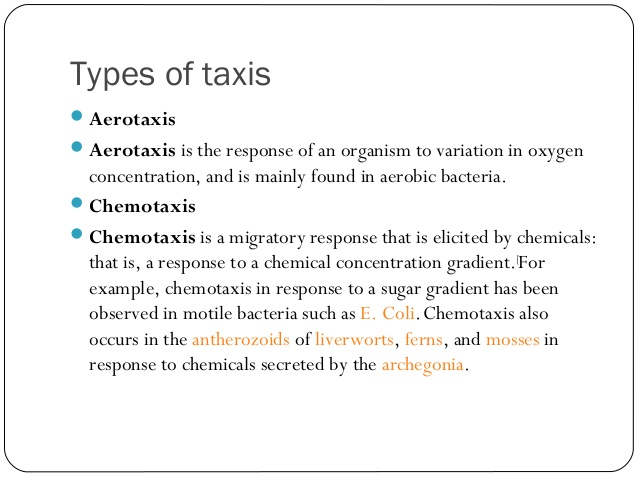 Types of taxis
Aerotaxis
Aerotaxis is the response of an organism to variation in oxygen
concentration, and is mainly found in aerobic bacteria.
Chemotaxis
Chemotaxis is a migratory response that is elicited by chemicals:
that is, a response to a chemical concentration gradient.[For
example, chemotaxis in response to a sugar gradient has been
observed in motile bacteria such as E. Coli. Chemotaxis also
occurs in the antherozoids of liverworts, ferns, and mosses in
response to chemicals secreted by the archegonia.